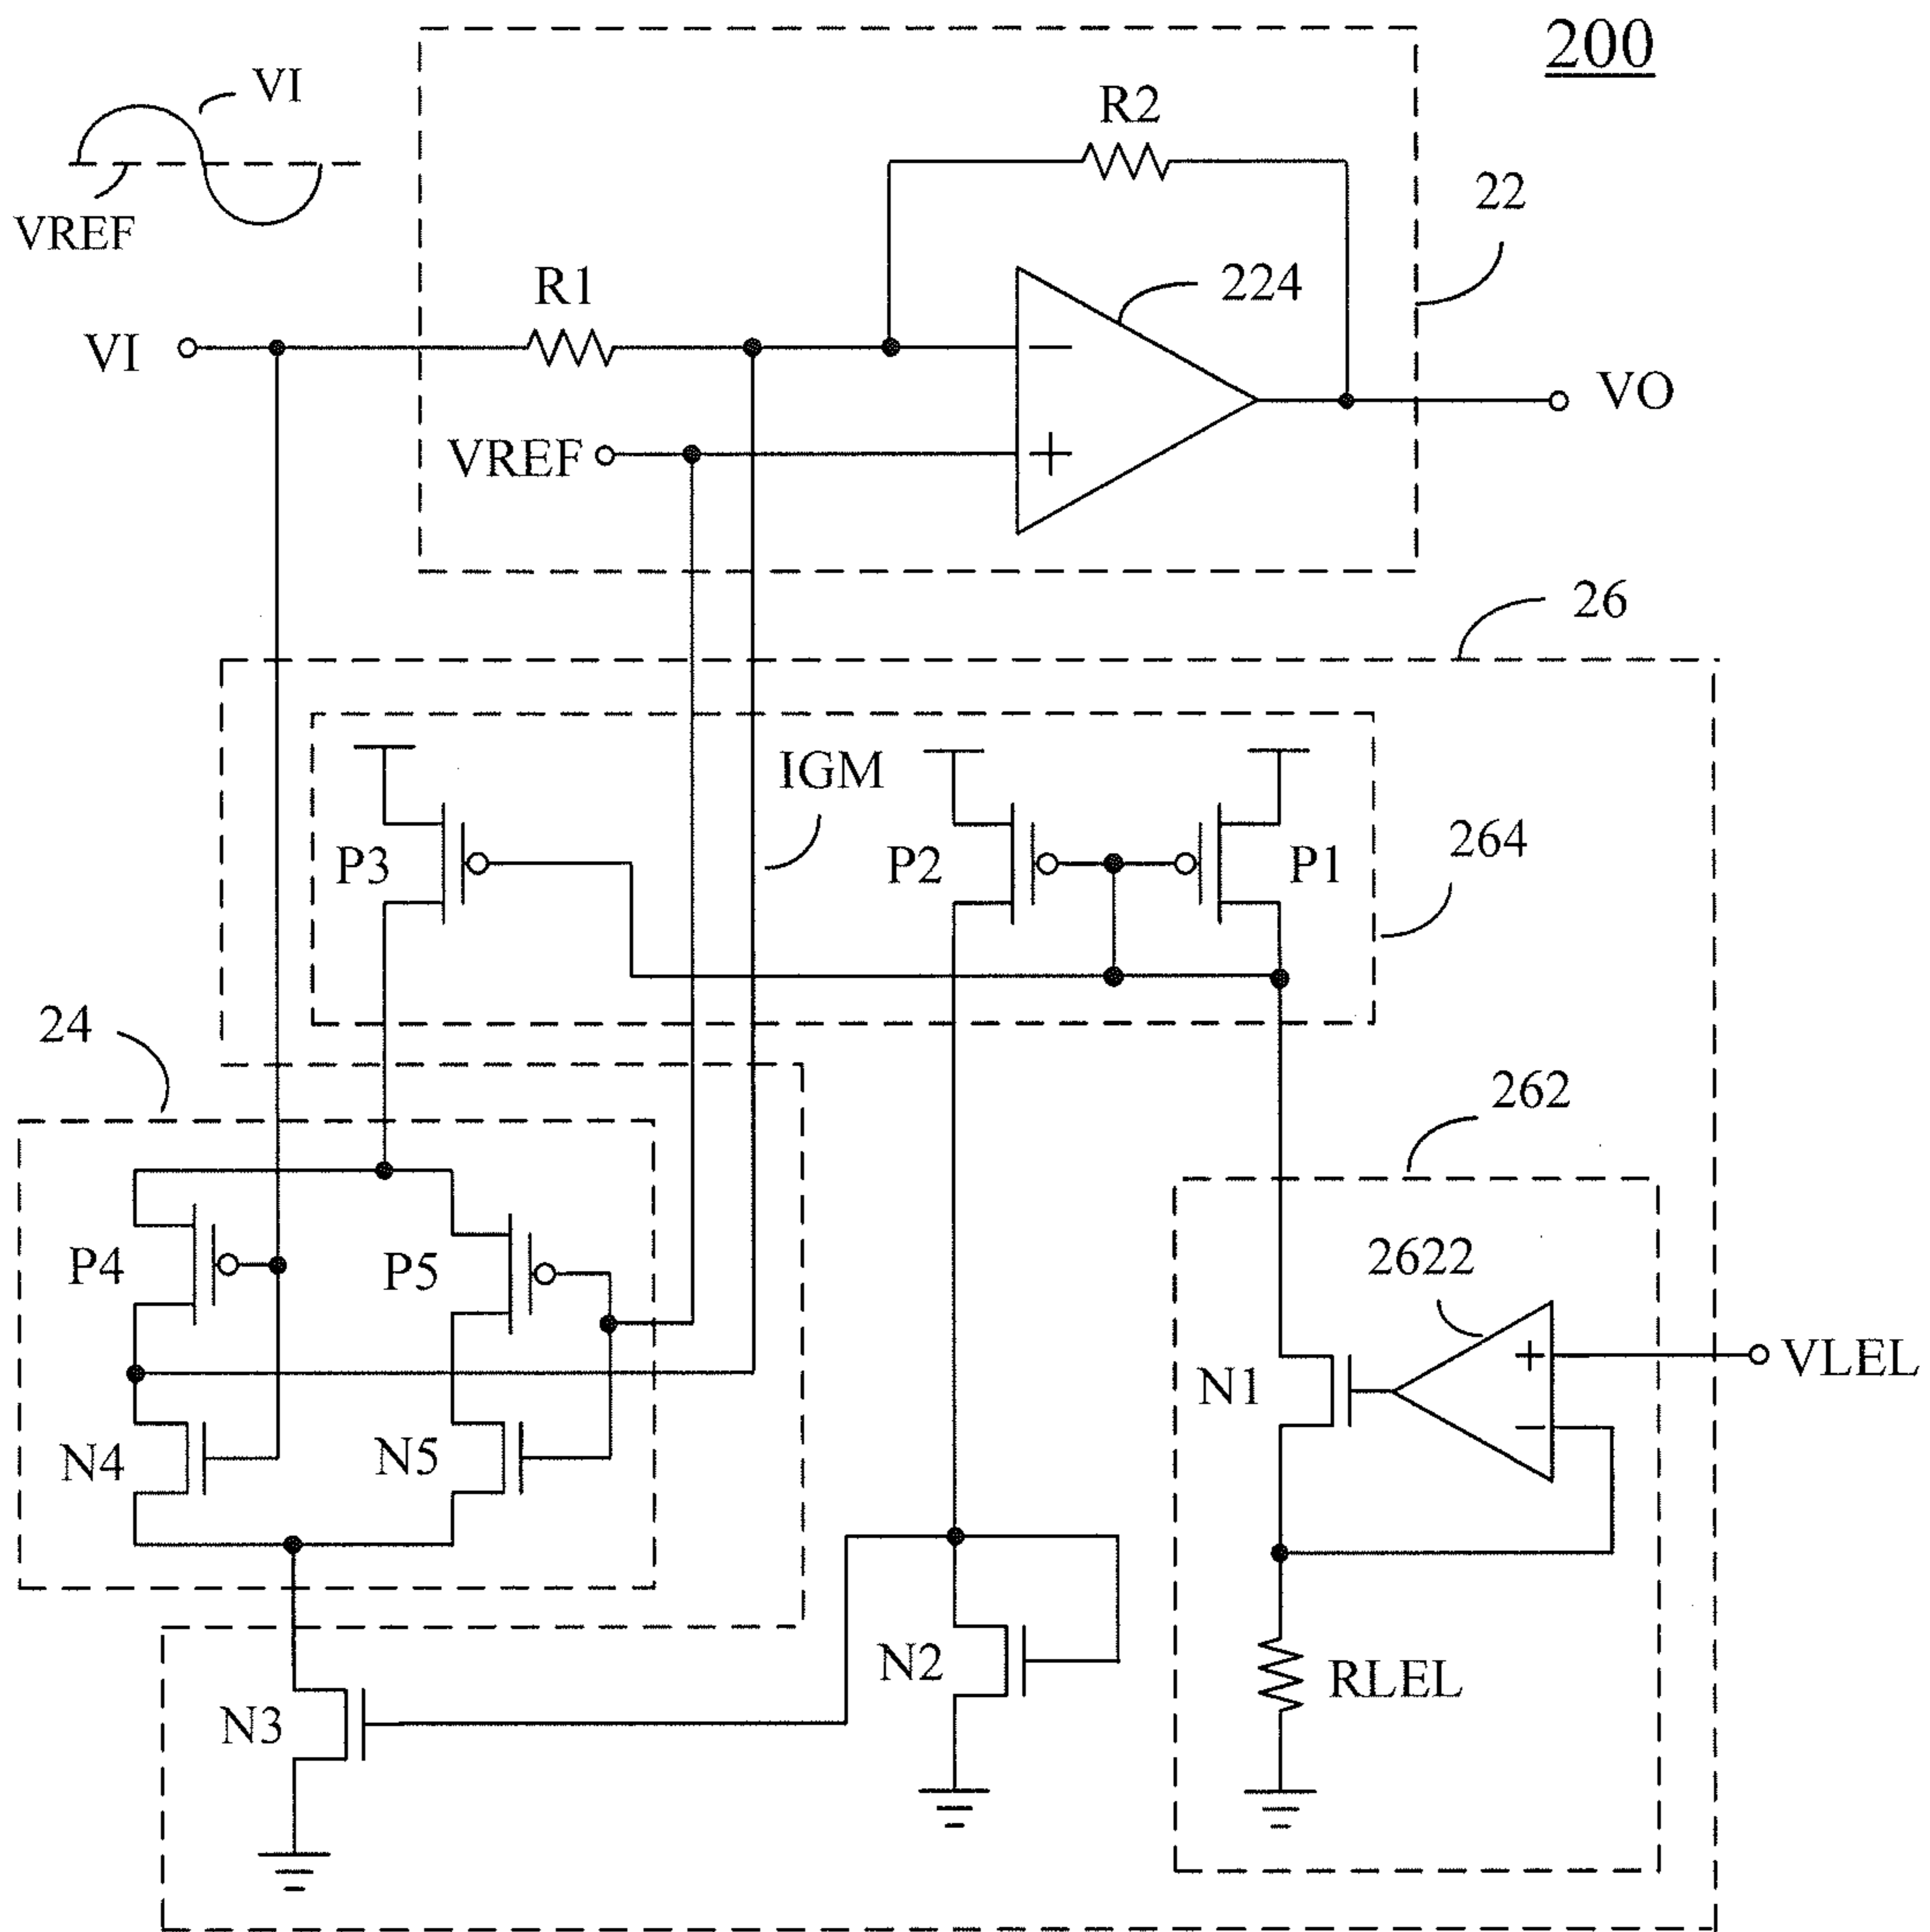 200
VI
VREF
R2
22
R1
224
VI
VO
VREF
−
+
26
IGM
P3
P2
P1
264
24
262
P4
P5
2622
+
VLEL
N1
−
N4
N5
N2
RLEL
N3